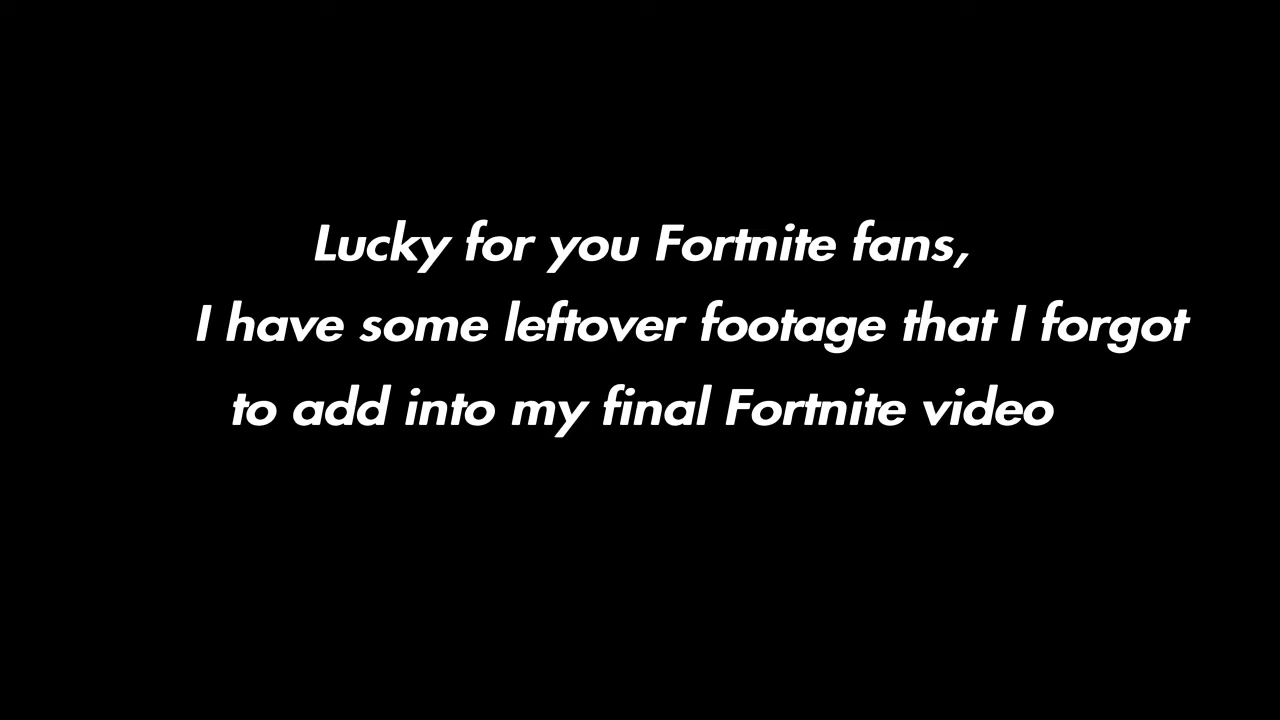 Lucky for you Fortnite fans,
I have some leftover footage that I forgot
to add into my final Fortnite video